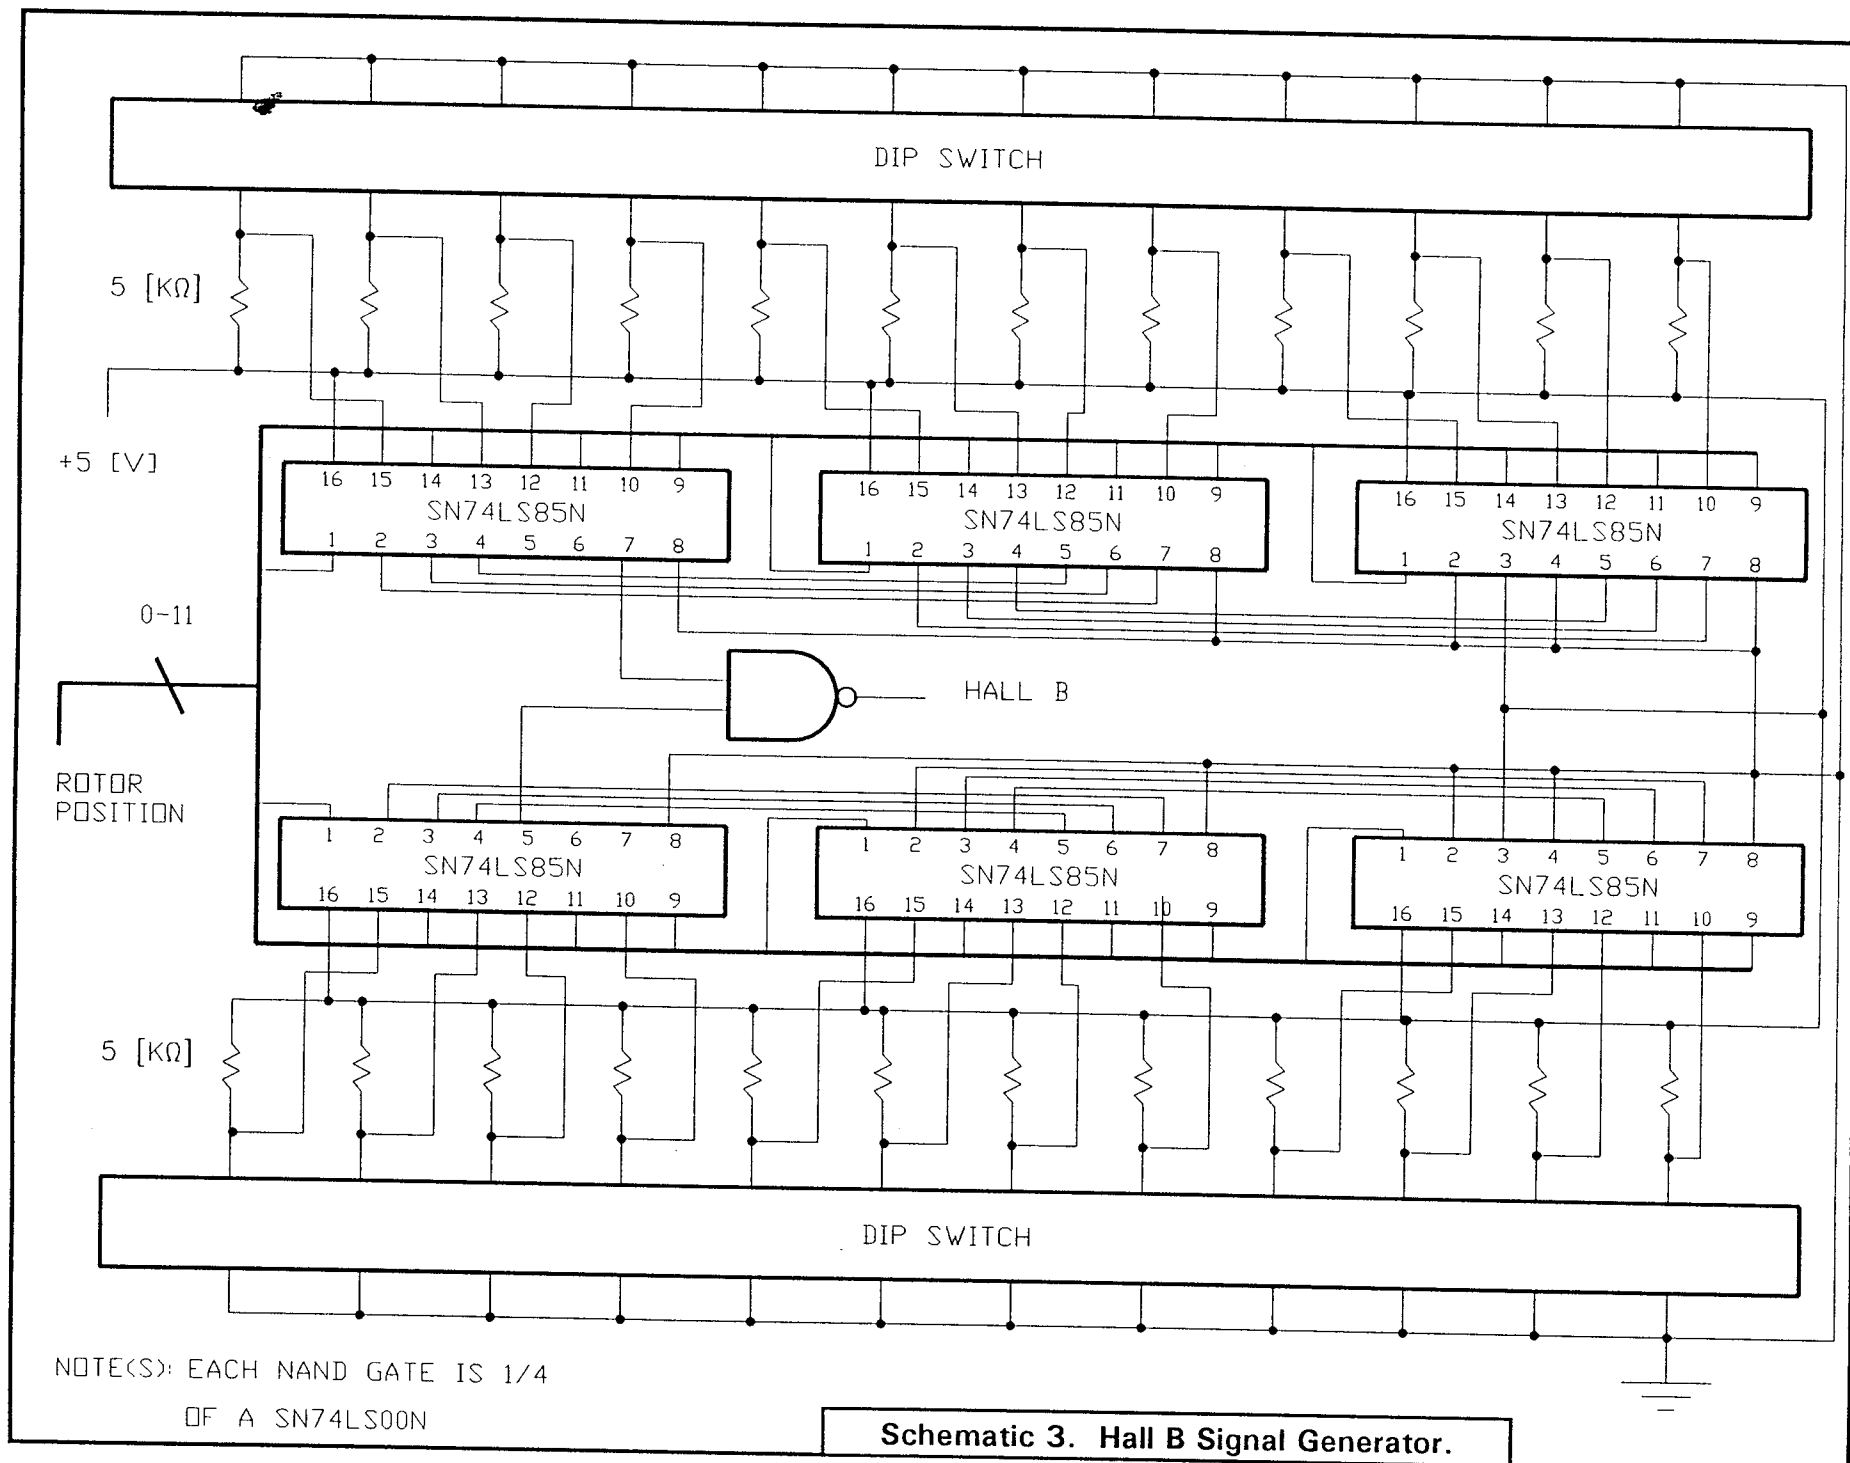 DIP SWITCH
5 [KΩ]
+5 [V]
16 15 14 13 12 11 10 9
SN74LS85N
1 2 3 4 5 6 7 8
16 15 14 13 12 11 10 9
SN74LS85N
1 2 3 4 5 6 7 8
16 15 14 13 12 11 10 9
SN74LS85N
1 2 3 4 5 6 7 8
0-11
HALL B
ROTOR
POSITION
1 2 3 4 5 6 7 8
SN74LS85N
16 15 14 13 12 11 10 9
1 2 3 4 5 6 7 8
SN74LS85N
16 15 14 13 12 11 10 9
1 2 3 4 5 6 7 8
SN74LS85N
16 15 14 13 12 11 10 9
5 [KΩ]
DIP SWITCH
NOTE(S): EACH NAND GATE IS 1/4
OF A SN74LS00N
Schematic 3. Hall B Signal Generator.